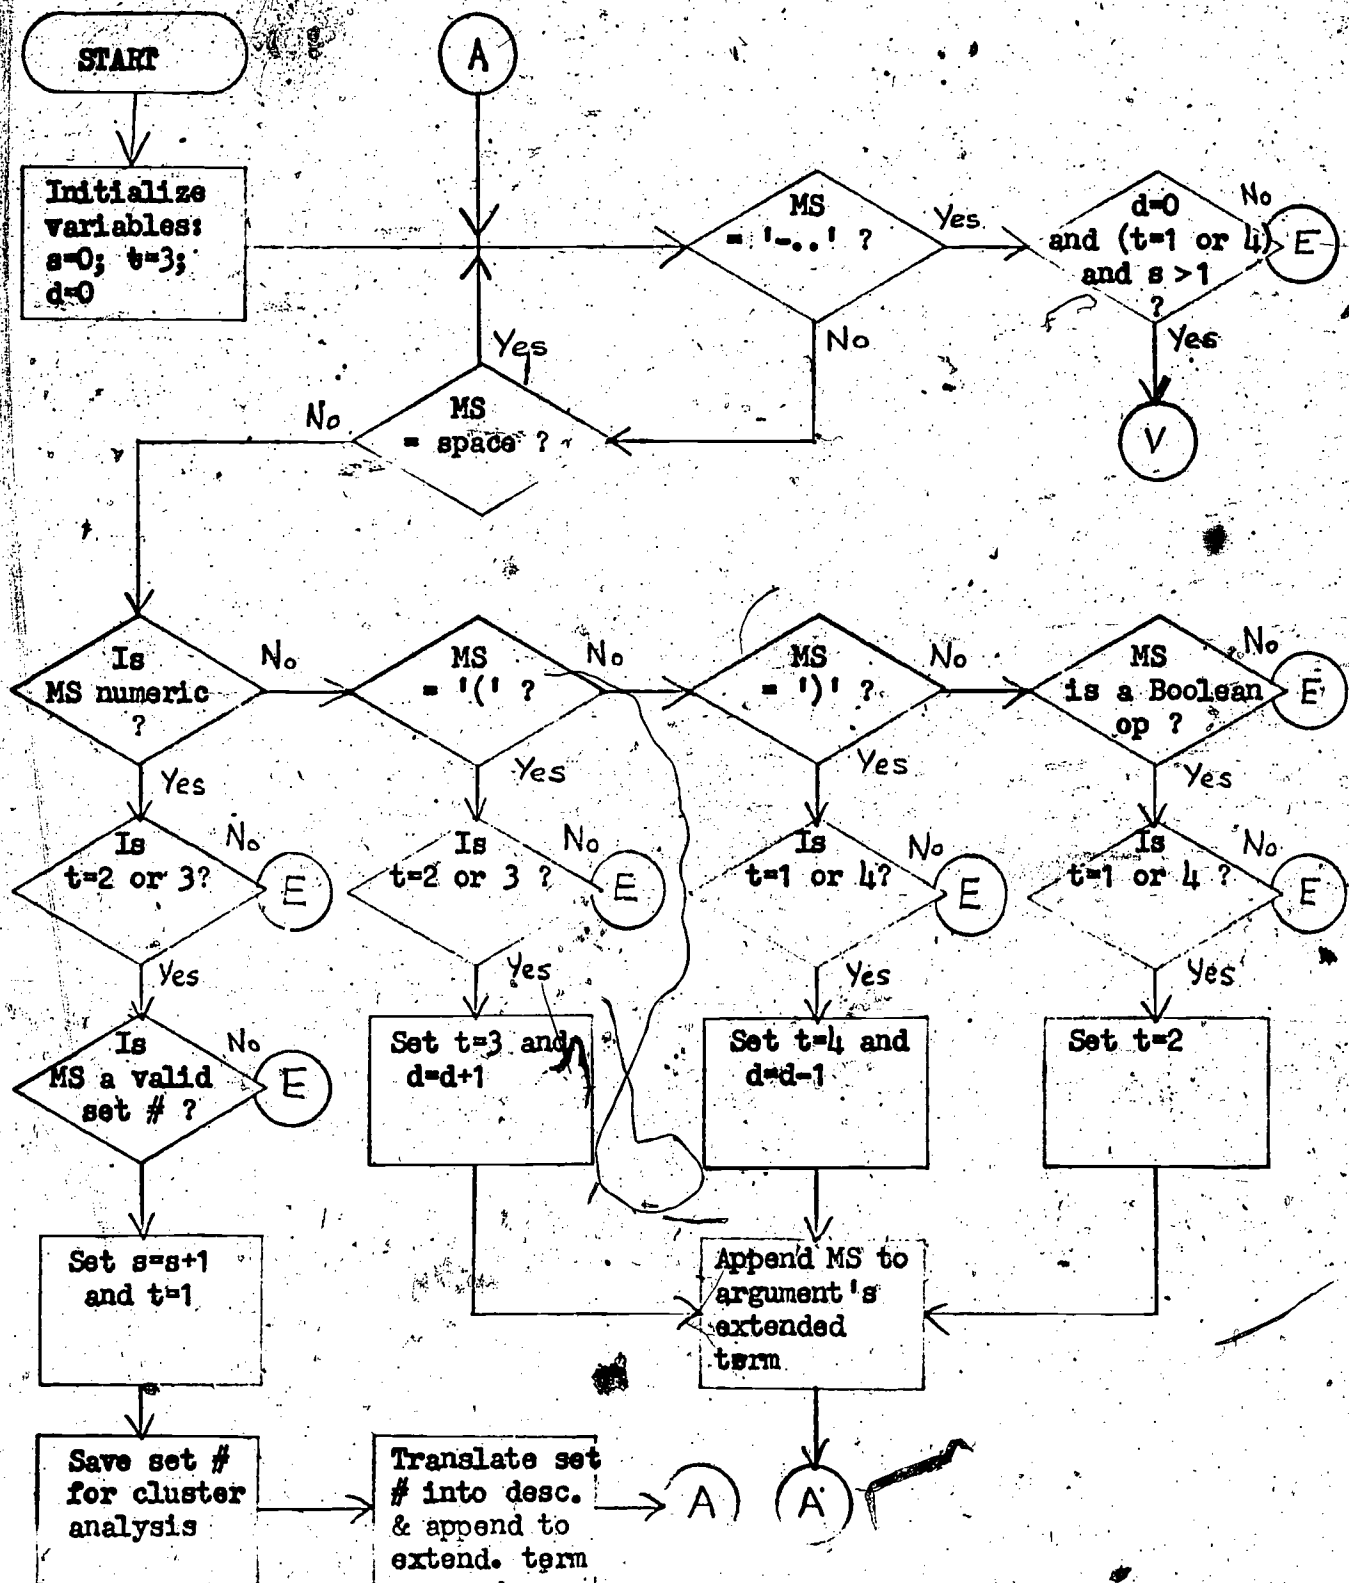 START
A
Initialize
variables:
s=0; t=3;
d=0
MS
= '-..' ?
Yes
No
d=0
and (t=1 or 4)
and s >1
?
No
E
Yes
V
Yes
MS
= space ?
No
Is
MS numeric
?
No
Yes
MS
= '(' ?
No
Yes
MS
= ')' ?
No
Yes
MS
is a Boolean
op ?
No
E
Yes
Is
t=2 or 3?
No
E
Yes
Is
t=2 or 3 ?
No
E
Yes
Is
t=1 or 4?
No
E
Yes
Is
t=1 or 4 ?
No
E
Yes
Is
MS a valid
set # ?
No
E
Set t=3 and
d=d+1
Set t=4 and
d=d-1
Set t=2
Set s=s+1
and t=1
Append MS to
argument's
extended
term
Save set #
for cluster
analysis
Translate set
# into desc.
& append to
extend. term
A
A